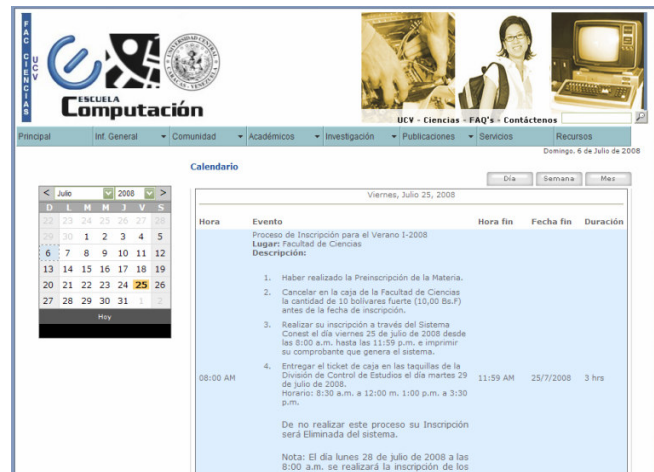 FAC CIENCIAS
UCV
ESCUELA
Computación
UCV - Ciencias - FAQ's - Contáctenos
Principal Inf. General Comunidad Académicos Investigación Publicaciones Servicios Recursos
Domingo, 6 de Julio de 2008
Calendario
Día Semana Mes
< Julio 2008 >
D L M M J V S
22 23 24 25 26 27 28
29 30 1 2 3 4 5
6 7 8 9 10 11 12
13 14 15 16 17 18 19
20 21 22 23 24 25 26
27 28 29 30 31 1 2
Hoy
Viernes, Julio 25, 2008
Hora Evento Hora fin Fecha fin Duración
Proceso de Inscripción para el Verano I-2008
Lugar: Facultad de Ciencias
Descripción:
1. Haber realizado la Preinscripción de la Materia.
2. Cancelar en la caja de la Facultad de Ciencias
la cantidad de 10 bolívares fuerte (10,00 Bs.F)
antes de la fecha de inscripción.
3. Realizar su inscripción a través del Sistema
Conest el día viernes 25 de julio de 2008 desde
las 8:00 a.m. hasta las 11:59 p.m. e imprimir
su comprobante que genera el sistema.
4. Entregar el ticket de caja en las taquillas de la
División de Control de Estudios el día martes 29
de julio de 2008.
Horario: 8:30 a.m. a 12:00 m. 1:00 p.m. a 3:30
p.m.
08:00 AM 11:59 AM 25/7/2008 3 hrs
De no realizar este proceso su Inscripción
será Eliminada del sistema.
Nota: El día lunes 28 de julio de 2008 a las
8:00 a.m. se realizará la inscripción de los